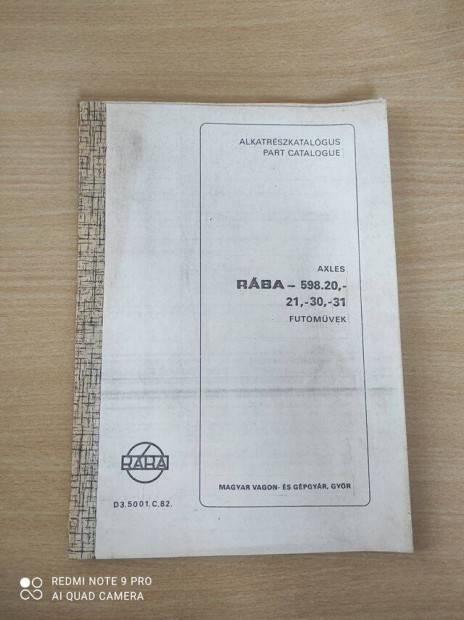 ALKATRÉSZKATALÓGUS
PART CATALOGUE
AXLES
RÁBA – 598.20,-
21,-30,-31
FUTÓMŰVEK
RÁBA
MAGYAR VAGON- ÉS GÉPGYÁR, GYŐR
D3.5001.C.82.
REDMI NOTE 9 PRO
AI QUAD CAMERA